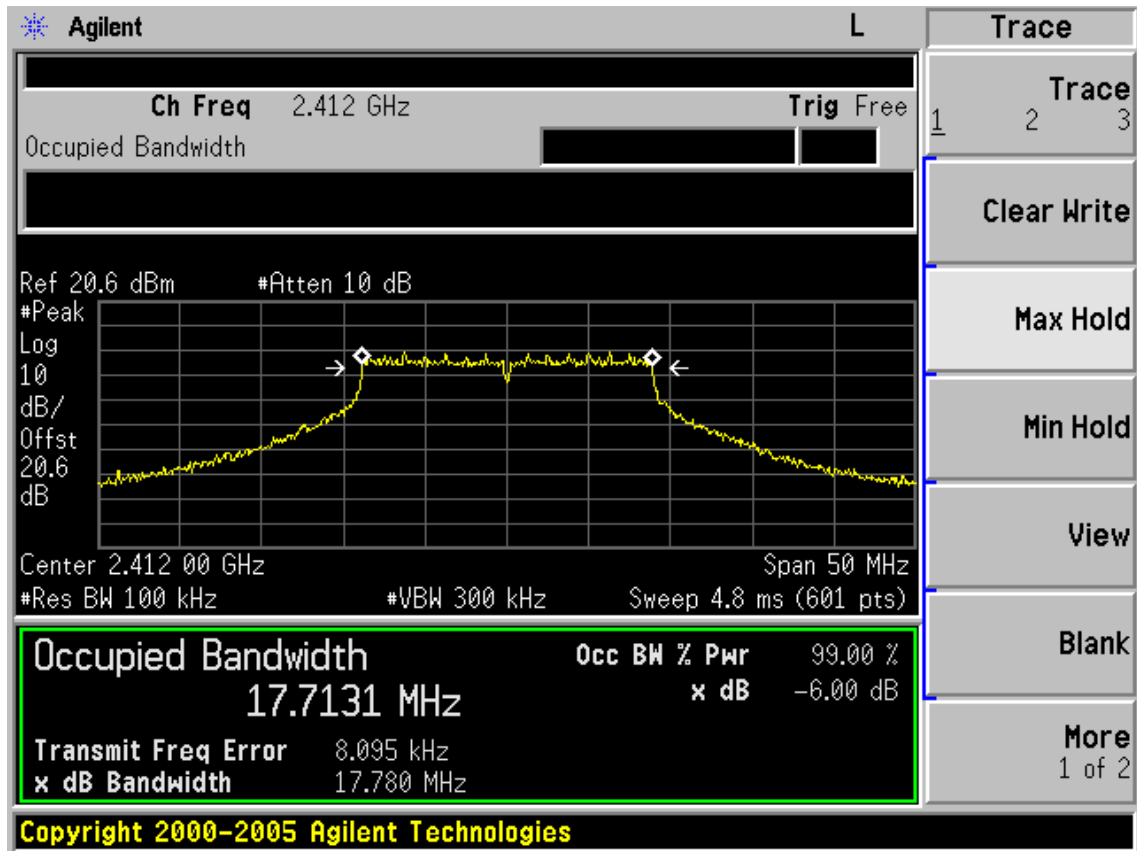 Agilent L Trace
Ch Freq 2.412 GHz Trig Free
Occupied Bandwidth
Trace
1 2 3
Clear Write
Ref 20.6 dBm #Atten 10 dB
#Peak
Log
10
dB/
Offst
20.6
dB
Max Hold
Min Hold
View
Center 2.412 00 GHz Span 50 MHz
#Res BW 100 kHz #VBW 300 kHz Sweep 4.8 ms (601 pts)
Occupied Bandwidth Occ BW % Pwr 99.00 %
17.7131 MHz x dB -6.00 dB
Transmit Freq Error 8.095 kHz
x dB Bandwidth 17.780 MHz
Blank
More
1 of 2
Copyright 2000-2005 Agilent Technologies